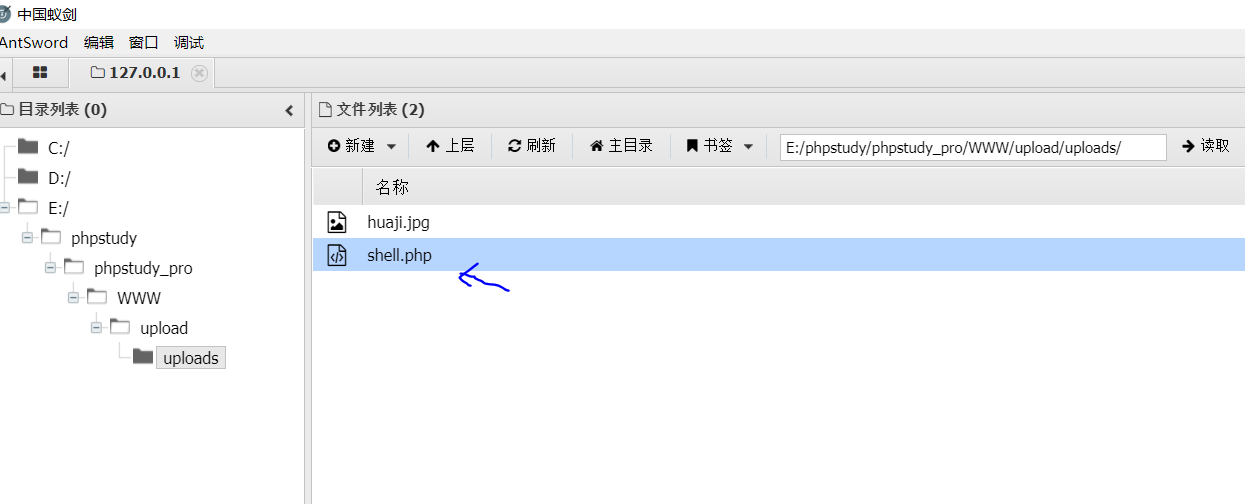 中国蚁剑
AntSword 编辑 窗口 调试
127.0.0.1
目录列表 (0)
C:/
D:/
E:/
phpstudy
phpstudy_pro
WWW
upload
uploads
文件列表 (2)
新建 上层 刷新 主目录 书签 E:/phpstudy/phpstudy_pro/WWW/upload/uploads/ 读取
名称
huaji.jpg
shell.php